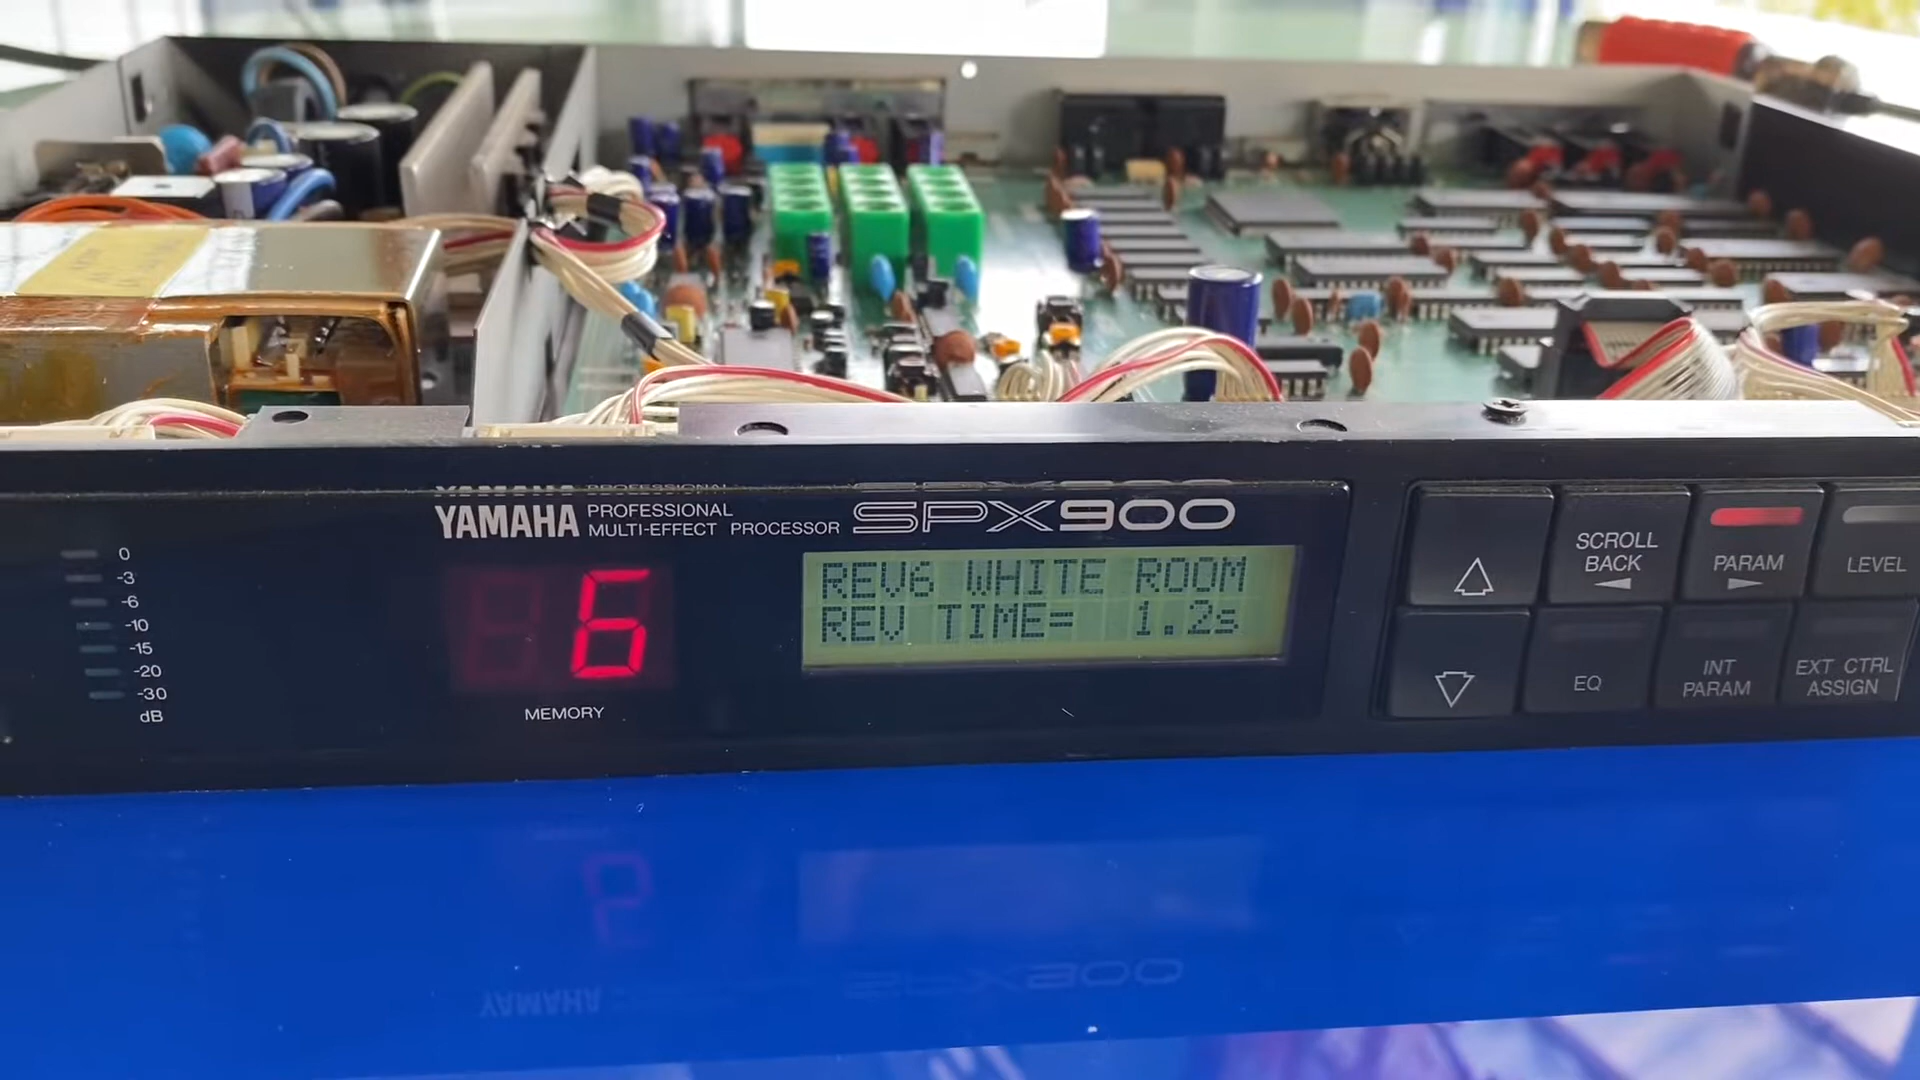 YAMAHA
PROFESSIONAL
MULTI-EFFECT PROCESSOR
SPX900
0
-3
-6
-10
-15
-20
-30
dB
6
MEMORY
REV6 WHITE ROOM
REV TIME= 1.2s
SCROLL
BACK
PARAM
LEVEL
EQ
INT
PARAM
EXT CTRL
ASSIGN